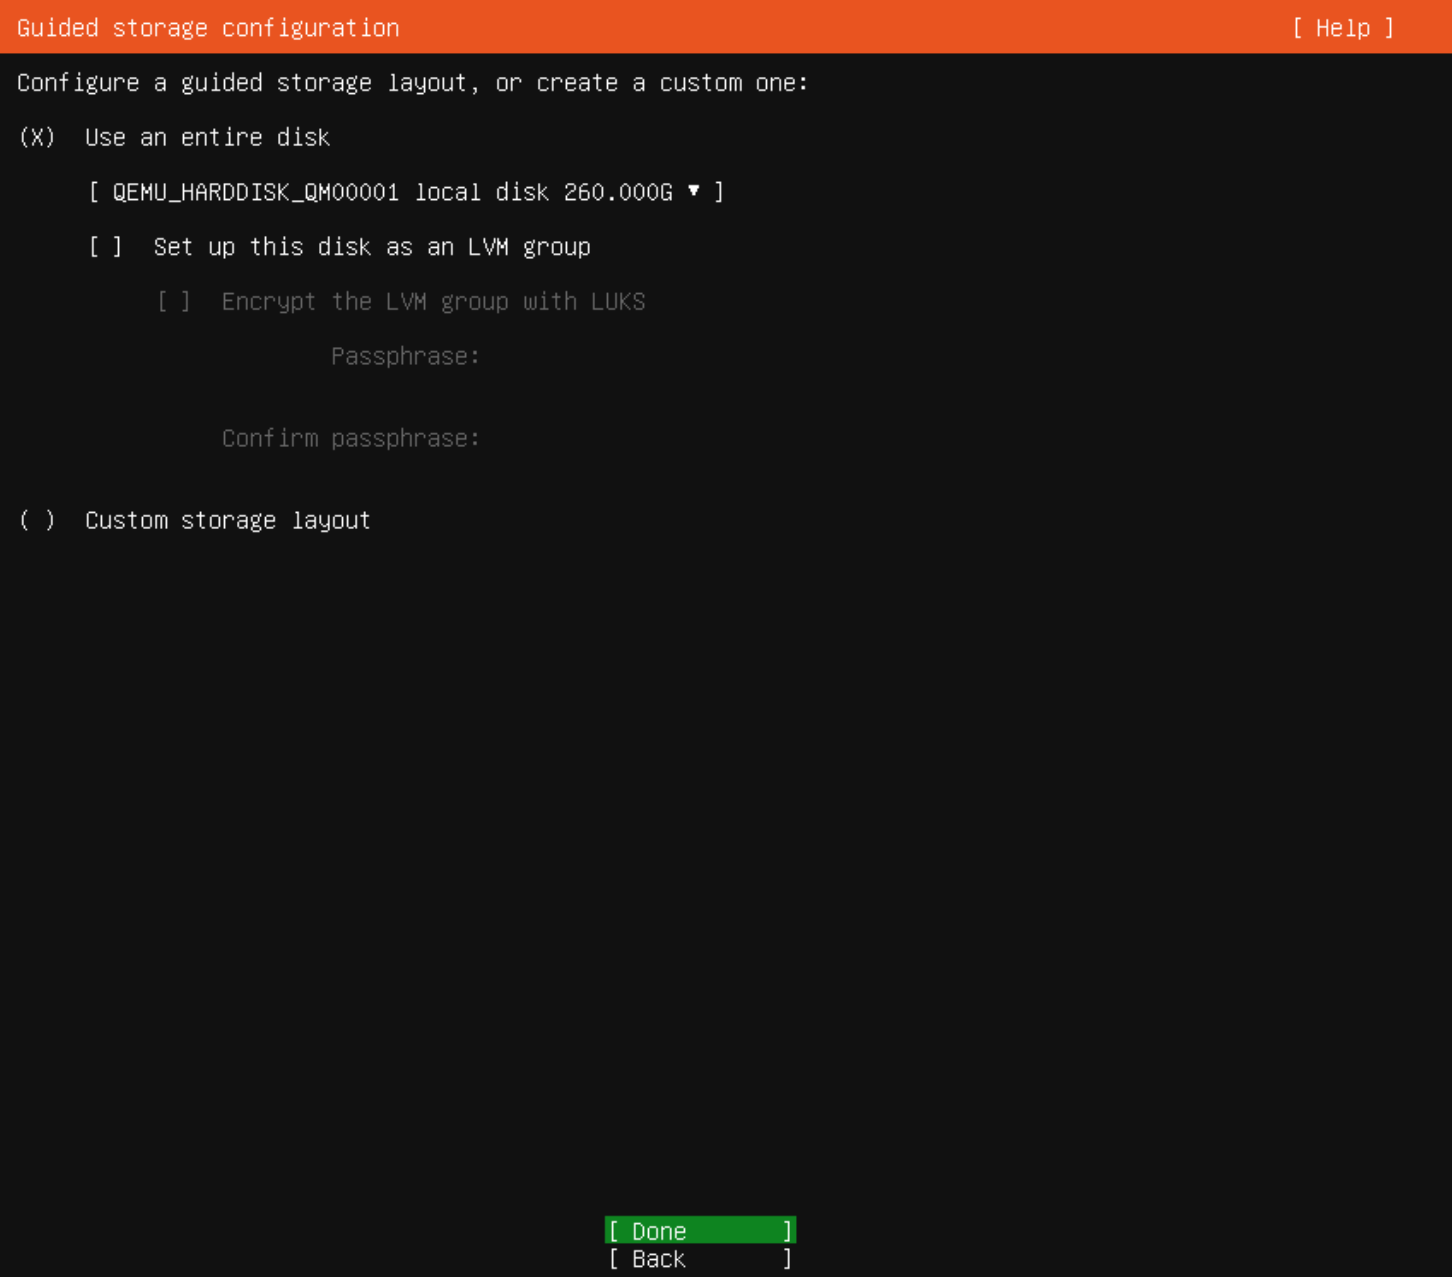 Guided storage configuration [ Help ]
Configure a guided storage layout, or create a custom one:
(X) Use an entire disk
[ QEMU_HARDDISK_QM00001 local disk 260.000G ▾ ]
[ ] Set up this disk as an LVM group
[ ] Encrypt the LVM group with LUKS
Passphrase:
Confirm passphrase:
( ) Custom storage layout
[ Done ]
[ Back ]